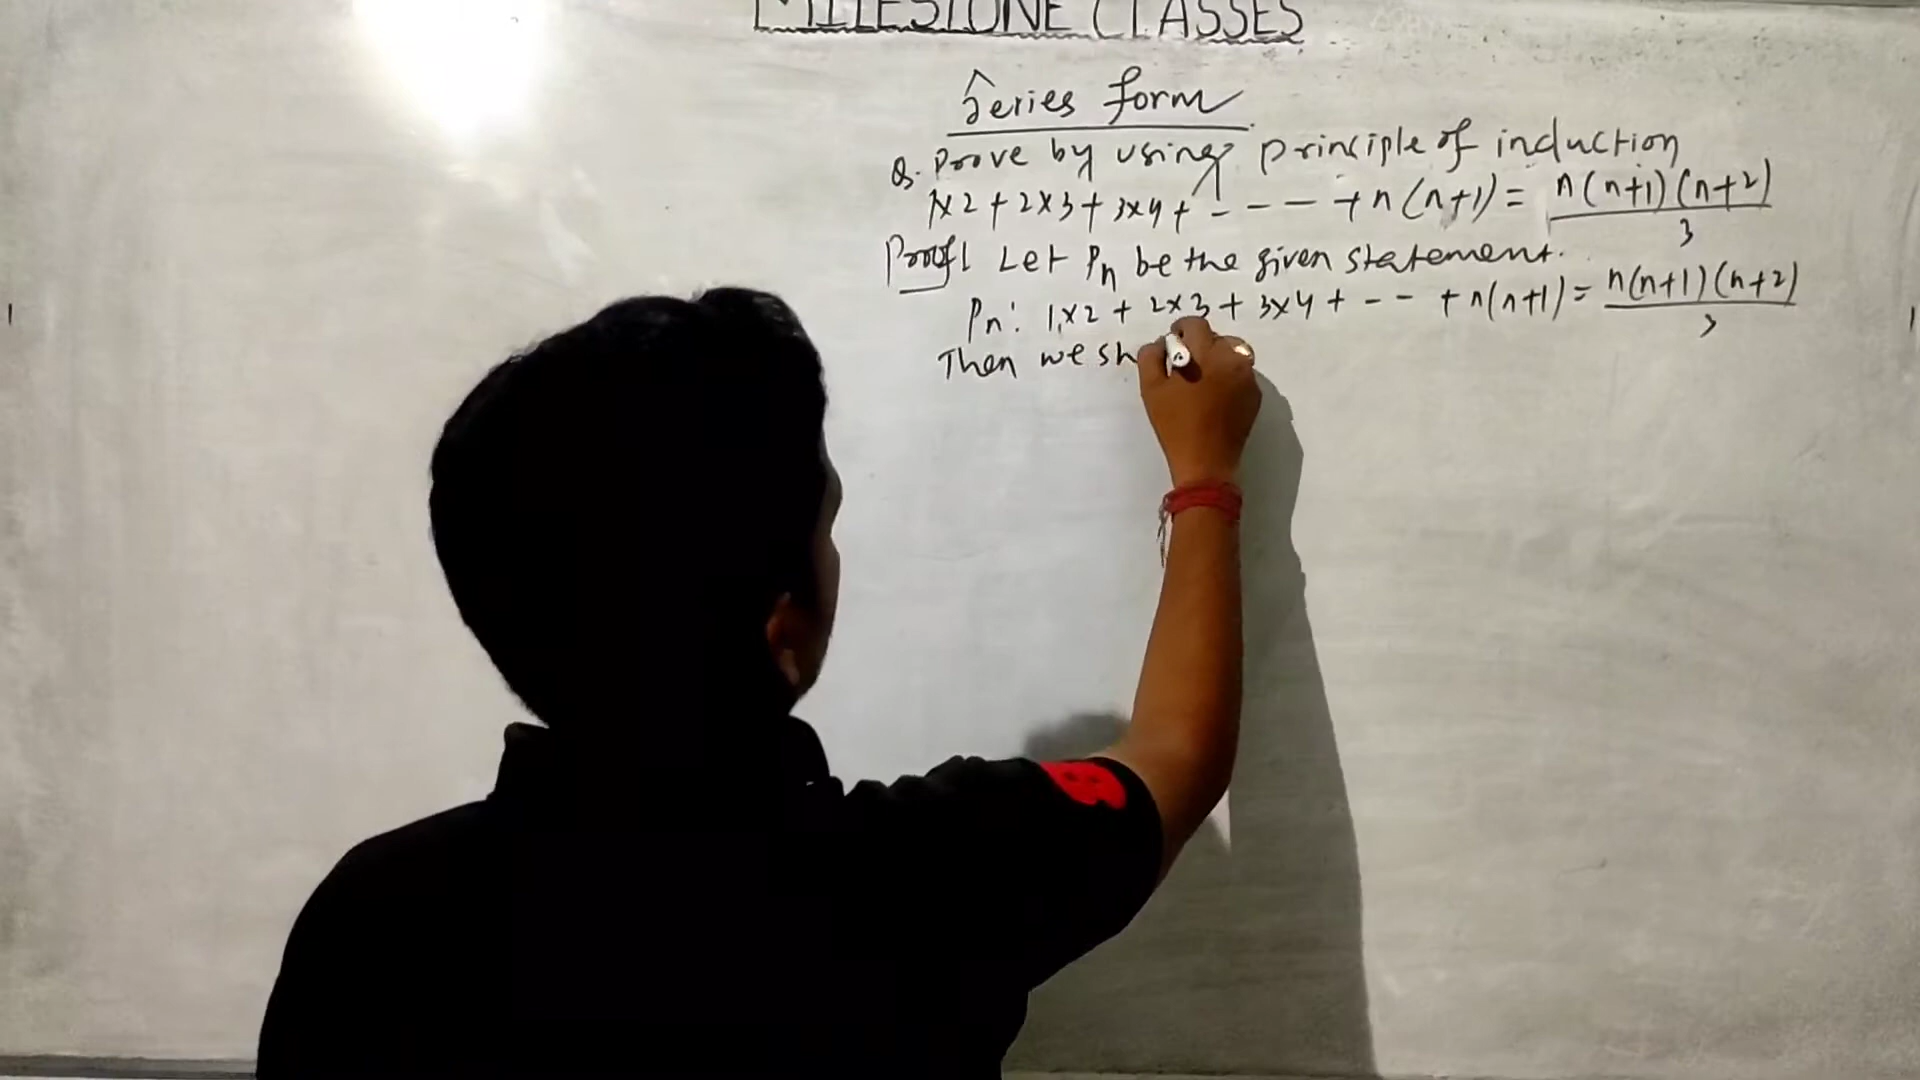 MILESTONE CLASSES
Series form
Q. Prove by using principle of induction
1×2 + 2×3 + 3×4 + - - - - + n(n+1) = n(n+1)(n+2)/3
Proof! Let Pn be the given statement.
Pn: 1×2 + 2×3 + 3×4 + - - - + n(n+1) = n(n+1)(n+2)/3
Then we sh